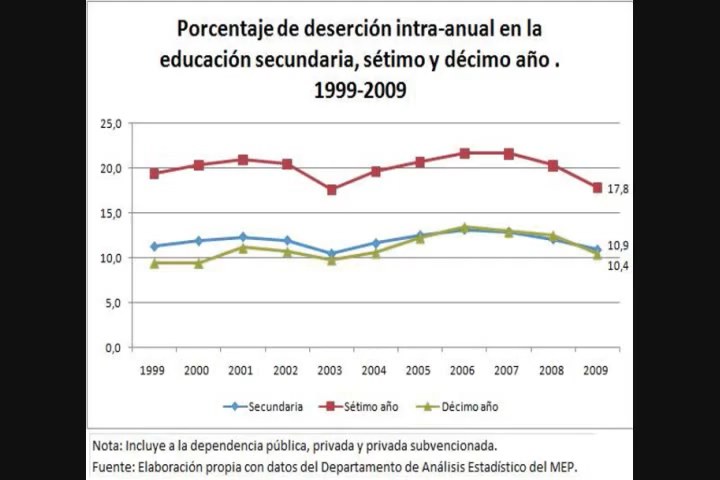 Porcentaje de deserción intra-anual en la
educación secundaria, sétimo y décimo año .
1999-2009
25,0
20,0
17,8
15,0
10,9
10,0
10,4
5,0
0,0
1999 2000 2001 2002 2003 2004 2005 2006 2007 2008 2009
Secundaria Sétimo año Décimo año
Nota: Incluye a la dependencia pública, privada y privada subvencionada.
Fuente: Elaboración propia con datos del Departamento de Análisis Estadístico del MEP.